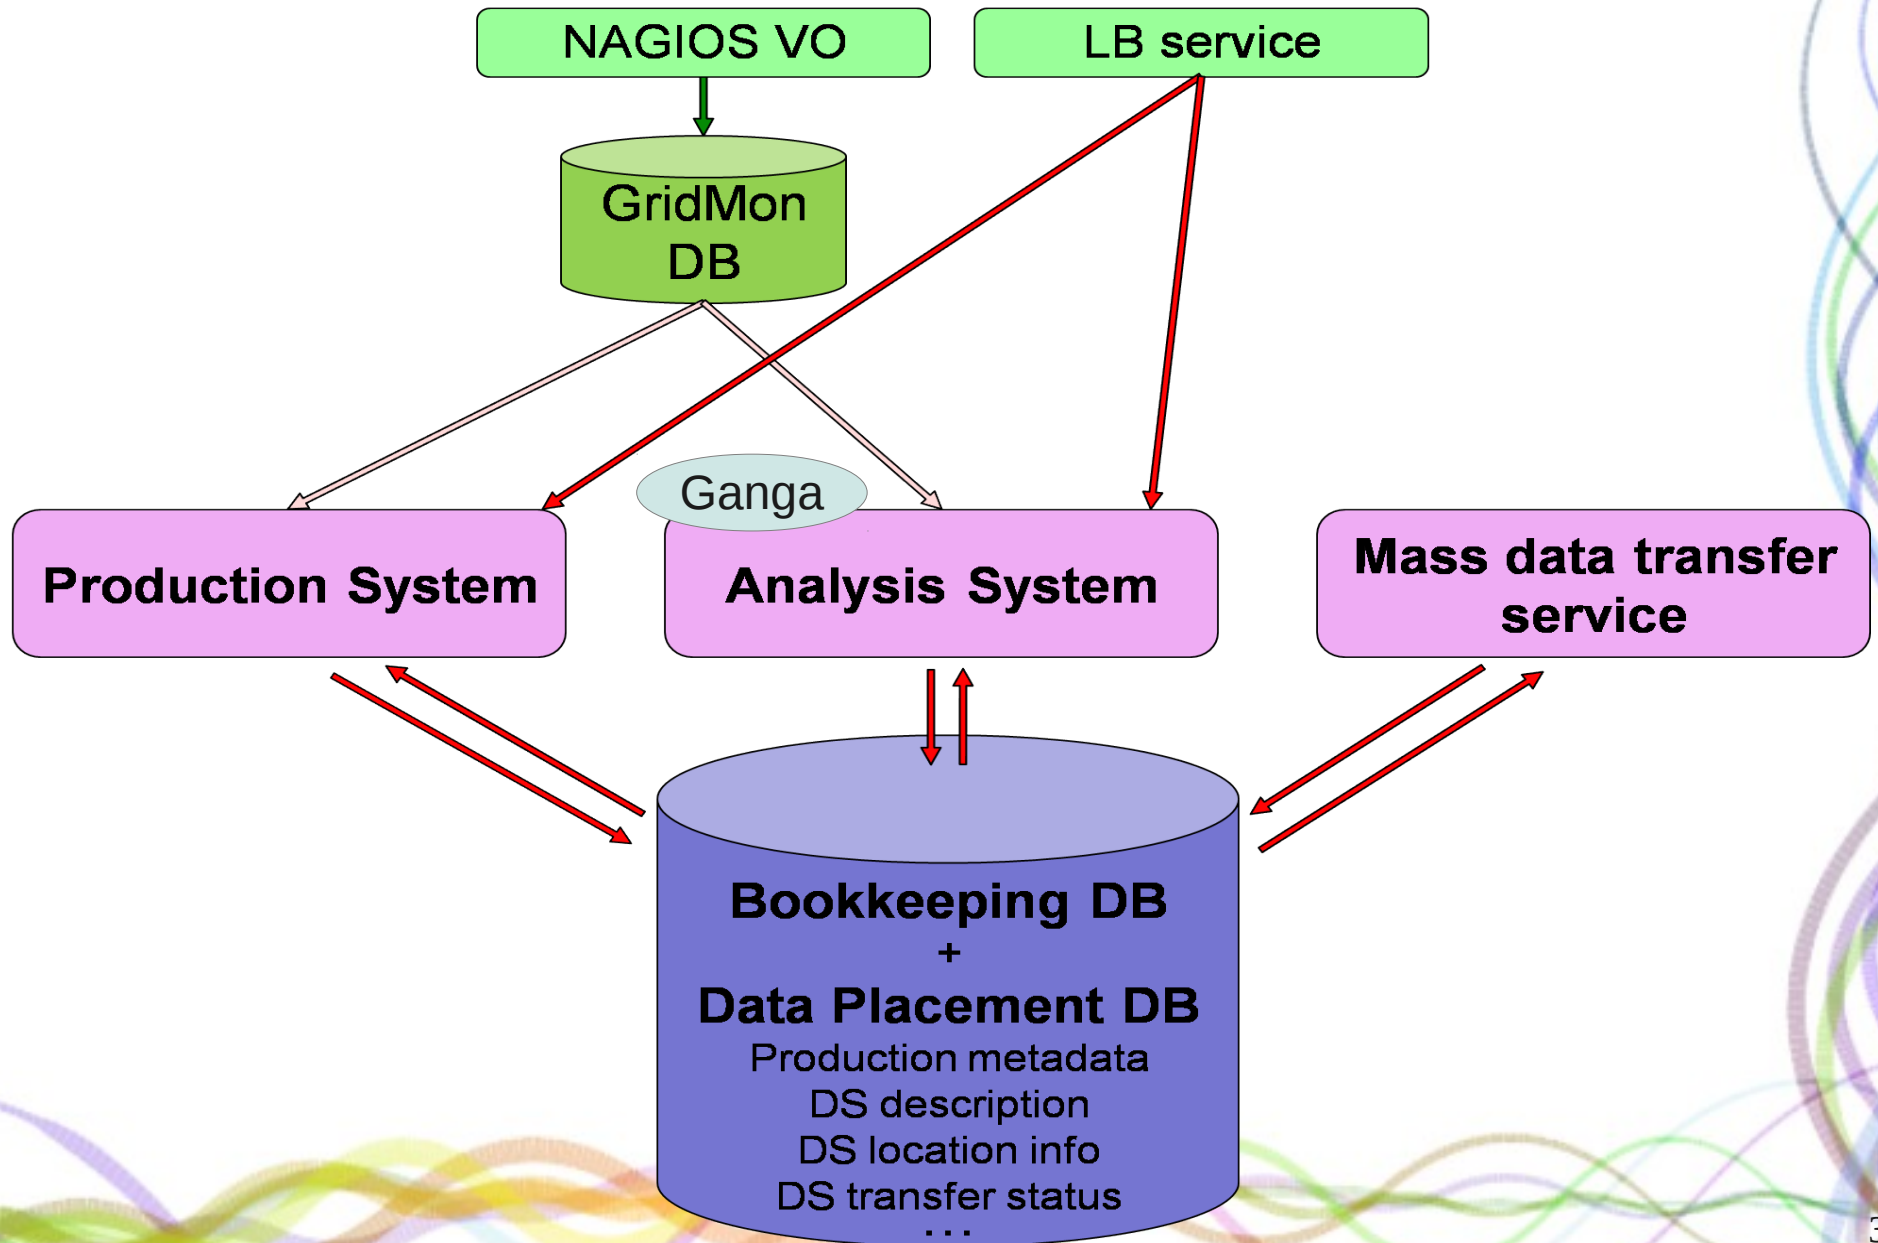 NAGIOS VO
LB service
GridMon
DB
Ganga
Production System
Analysis System
Mass data transfer
service
Bookkeeping DB
+
Data Placement DB
Production metadata
DS description
DS location info
DS transfer status
...